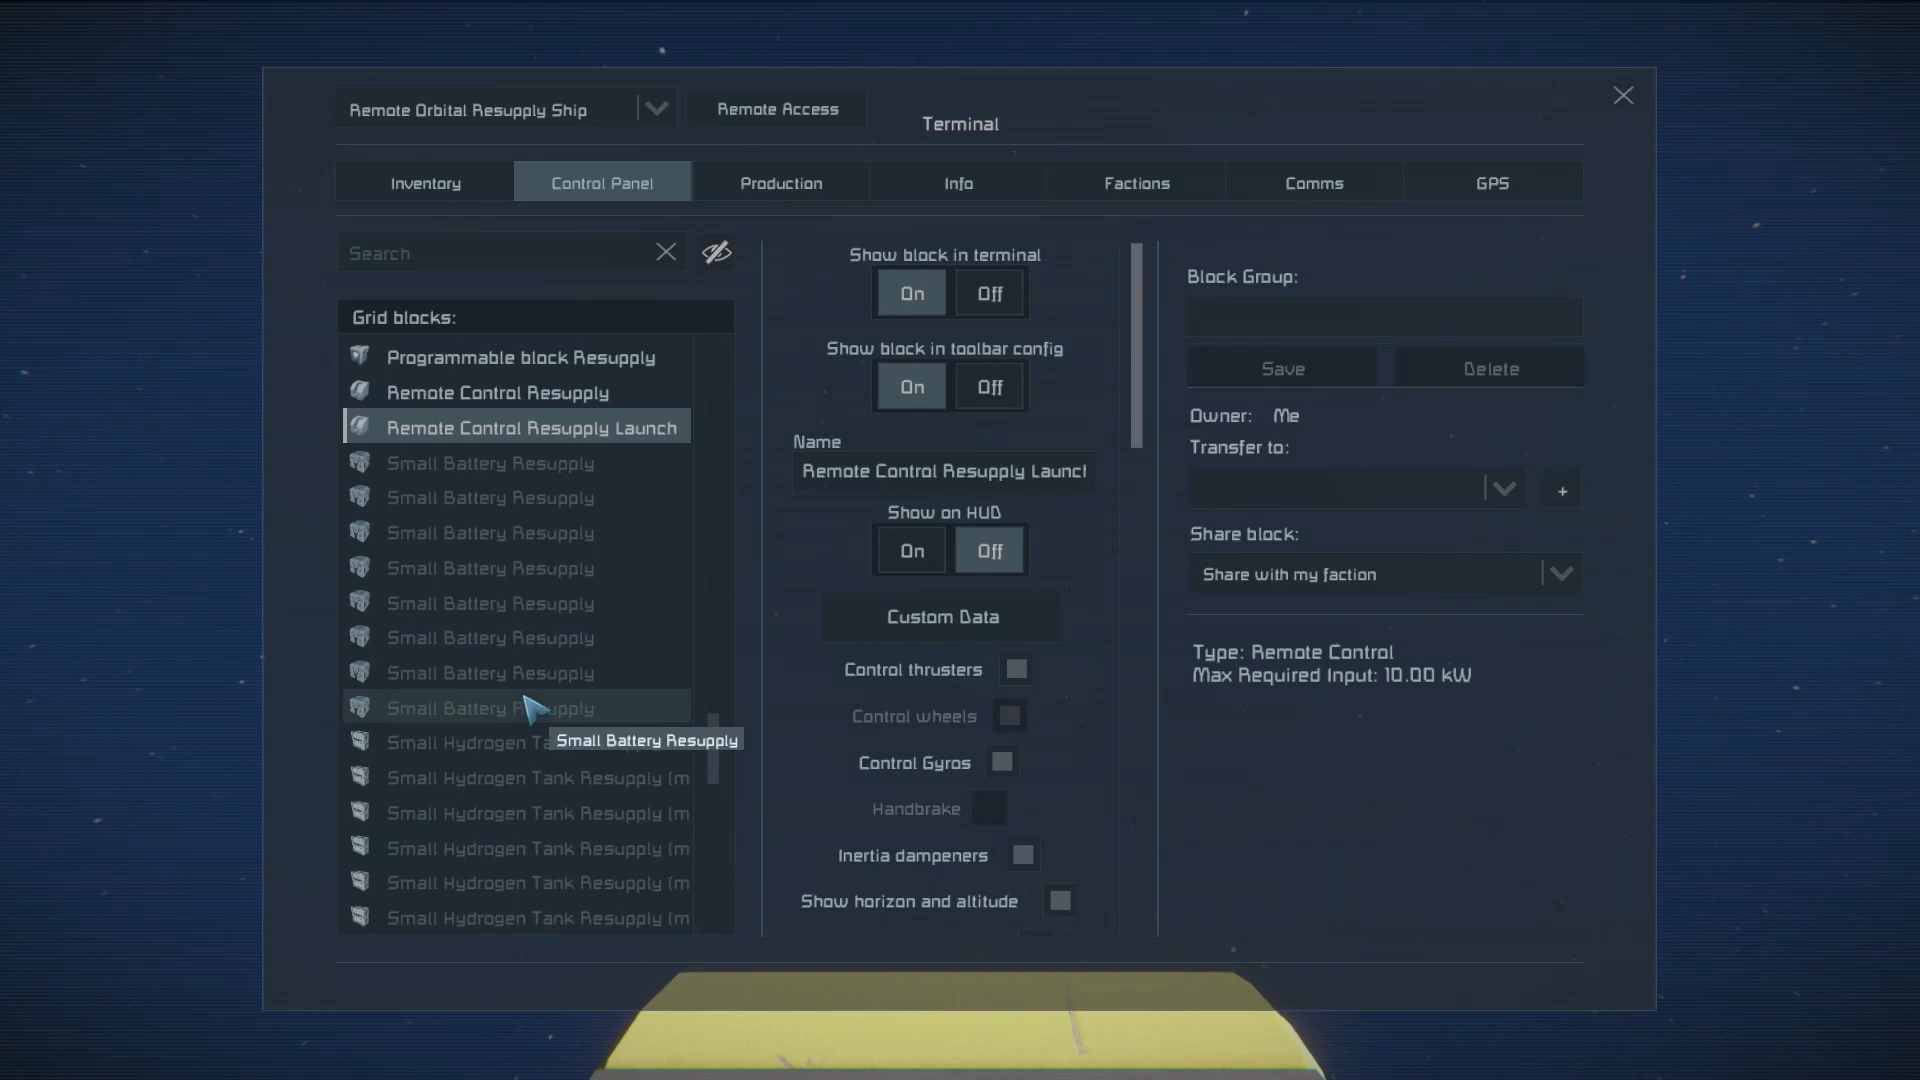 Remote Orbital Resupply Ship
Remote Access
Terminal
Inventory
Control Panel
Production
Info
Factions
Comms
GPS
Search
Grid blocks:
Programmable block Resupply
Remote Control Resupply
Remote Control Resupply Launch
Small Battery Resupply
Small Battery Resupply
Small Battery Resupply
Small Battery Resupply
Small Battery Resupply
Small Battery Resupply
Small Battery Resupply
Small Battery Resupply
Small Battery Resupply
Small Hydrogen Ta
Small Hydrogen Tank Resupply (m
Small Hydrogen Tank Resupply (m
Small Hydrogen Tank Resupply (m
Small Hydrogen Tank Resupply (m
Small Hydrogen Tank Resupply (m
Show block in terminal
On Off
Show block in toolbar config
On Off
Name
Remote Control Resupply Launch
Show on HUD
On Off
Custom Data
Control thrusters
Control wheels
Control Gyros
Handbrake
Inertia dampeners
Show horizon and altitude
Block Group:
Save
Delete
Owner: Me
Transfer to:
+
Share block:
Share with my faction
Type: Remote Control
Max Required Input: 10.00 kW